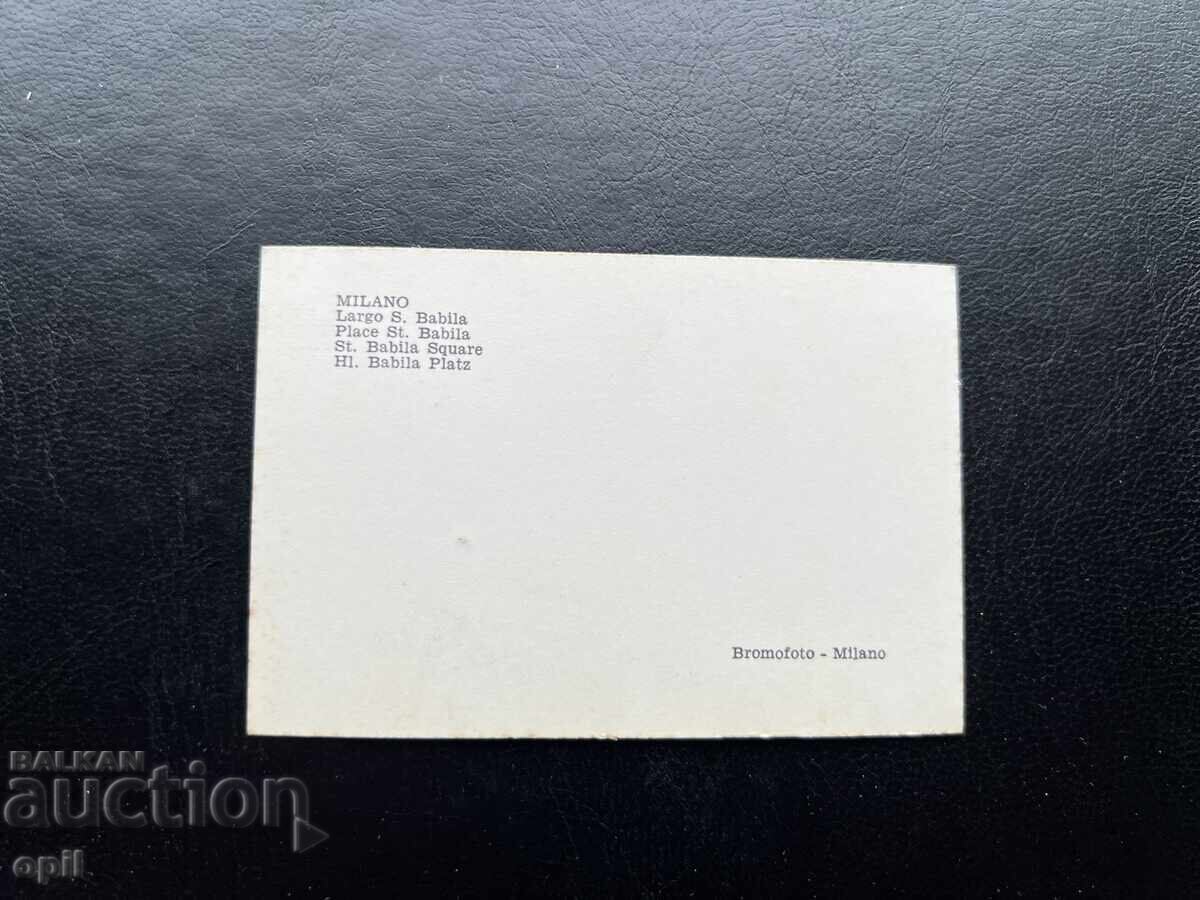 MILANO
Largo S. Babila
Place St. Babila
St. Babila Square
Hl. Babila Platz
Bromofoto - Milano
BALKAN
auction
opil